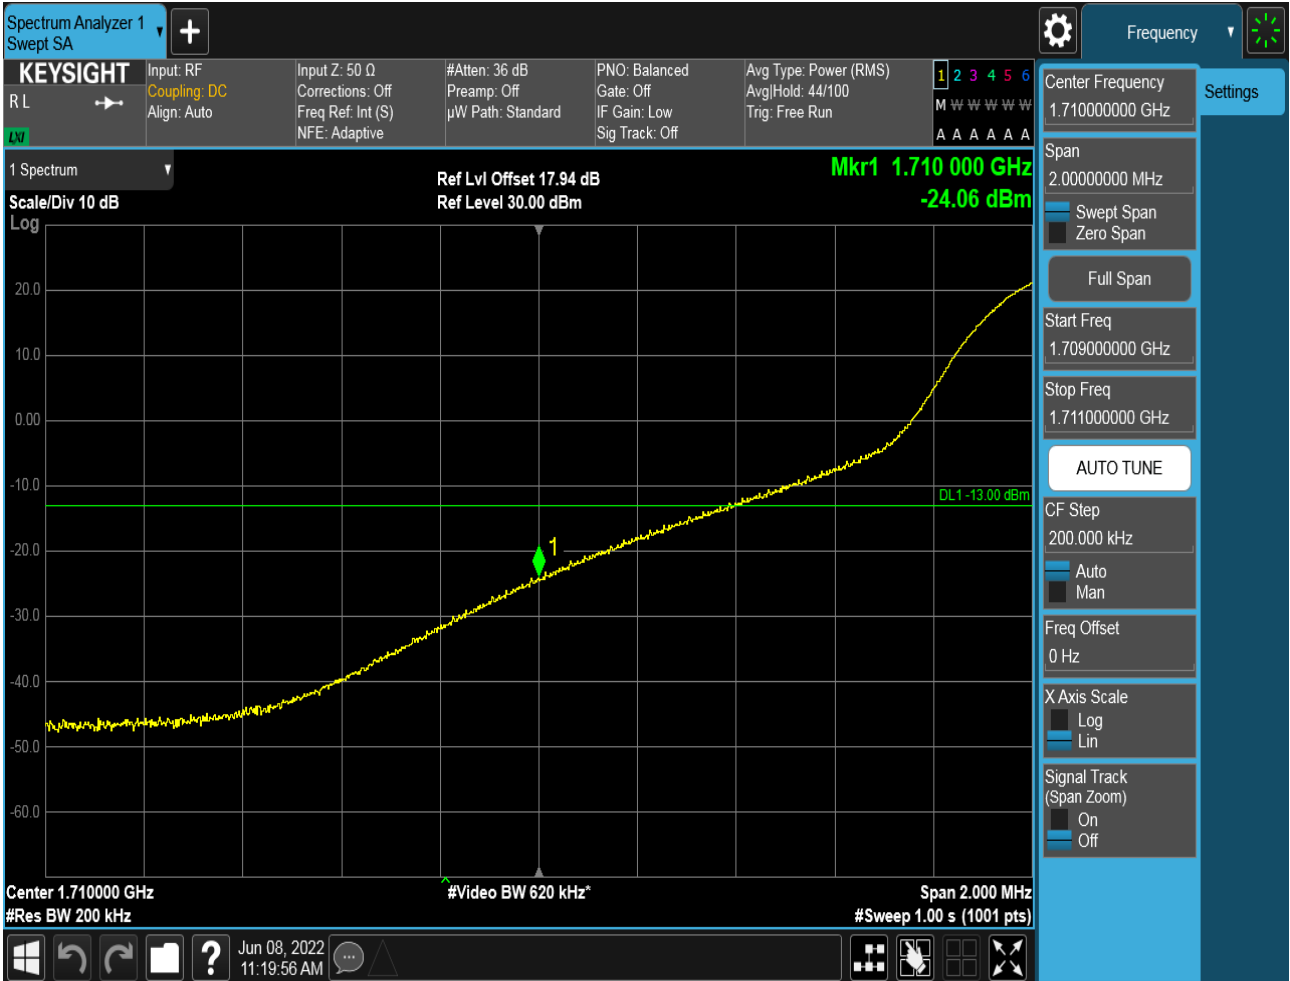 Spectrum Analyzer 1
Swept SA
+
Frequency
KEYSIGHT
R L
LXI
Input: RF
Coupling: DC
Align: Auto
Input Z: 50 Ω
Corrections: Off
Freq Ref: Int (S)
NFE: Adaptive
#Atten: 36 dB
Preamp: Off
µW Path: Standard
PNO: Balanced
Gate: Off
IF Gain: Low
Sig Track: Off
Avg Type: Power (RMS)
Avg|Hold: 44/100
Trig: Free Run
1 2 3 4 5 6
M W W W W W
A A A A A A
1 Spectrum
Scale/Div 10 dB
Log
Ref Lvl Offset 17.94 dB
Ref Level 30.00 dBm
Mkr1 1.710 000 GHz
-24.06 dBm
20.0
10.0
0.00
-10.0
-20.0
-30.0
-40.0
-50.0
-60.0
DL1 -13.00 dBm
1
Center 1.710000 GHz
#Res BW 200 kHz
#Video BW 620 kHz*
Span 2.000 MHz
#Sweep 1.00 s (1001 pts)
Settings
Center Frequency
1.710000000 GHz
Span
2.00000000 MHz
Swept Span
Zero Span
Full Span
Start Freq
1.709000000 GHz
Stop Freq
1.711000000 GHz
AUTO TUNE
CF Step
200.000 kHz
Auto
Man
Freq Offset
0 Hz
X Axis Scale
Log
Lin
Signal Track
(Span Zoom)
On
Off
?
Jun 08, 2022
11:19:56 AM